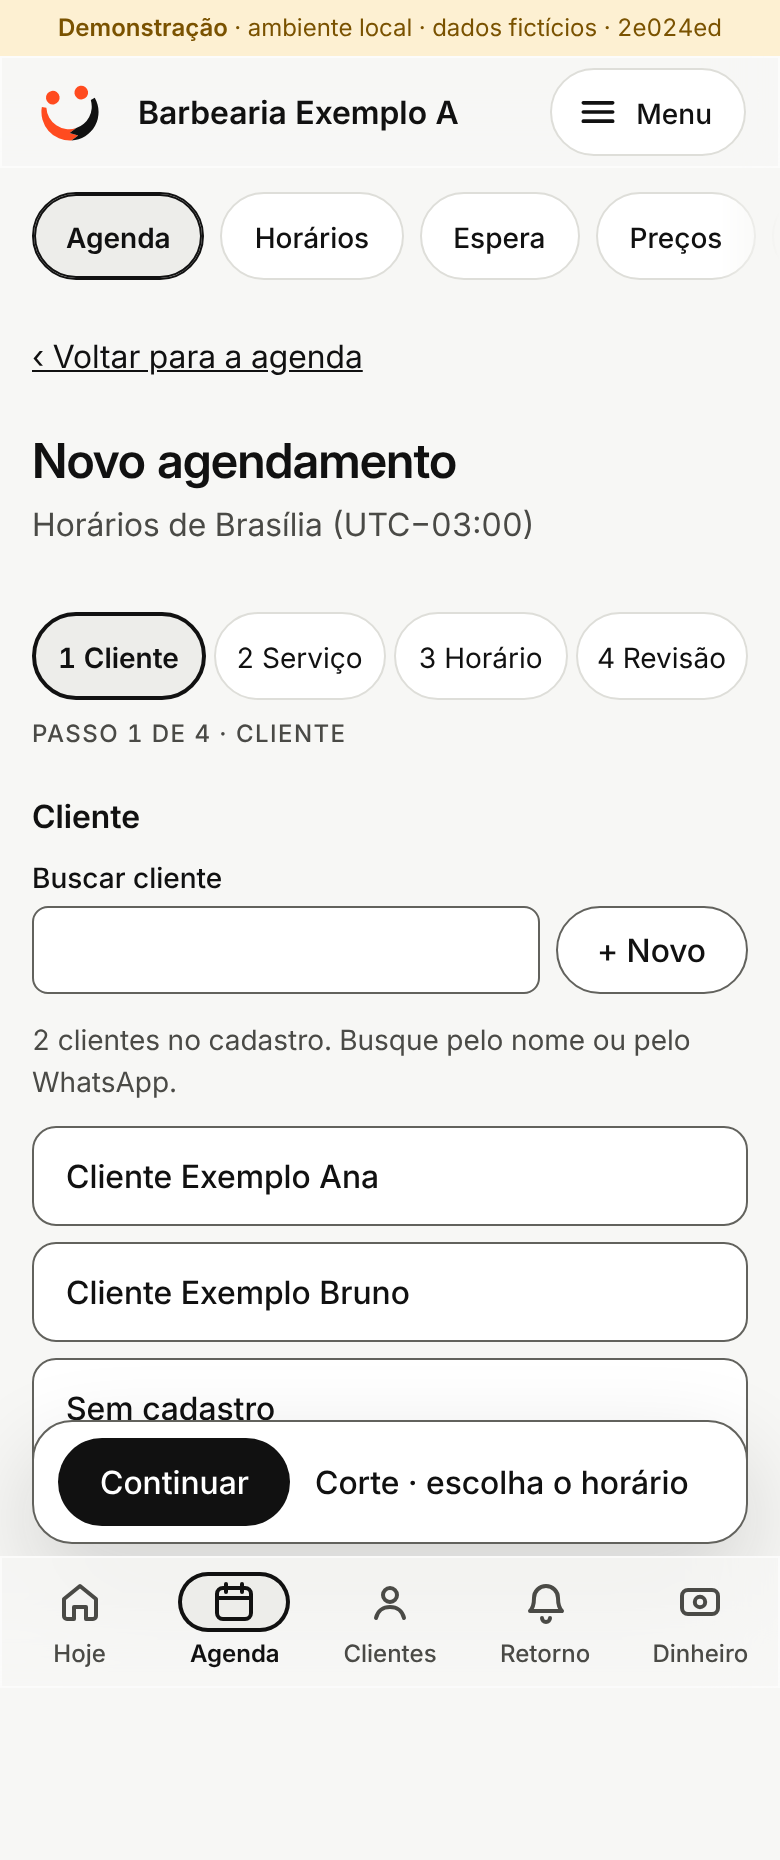 Demonstração · ambiente local · dados fictícios · 2e024ed
Barbearia Exemplo A
Menu
Agenda
Horários
Espera
Preços
‹ Voltar para a agenda
Novo agendamento
Horários de Brasília (UTC−03:00)
1 Cliente
2 Serviço
3 Horário
4 Revisão
PASSO 1 DE 4 · CLIENTE
Cliente
Buscar cliente
+ Novo
2 clientes no cadastro. Busque pelo nome ou pelo
WhatsApp.
Cliente Exemplo Ana
Cliente Exemplo Bruno
Sem cadastro
Continuar
Corte · escolha o horário
Hoje
Agenda
Clientes
Retorno
Dinheiro